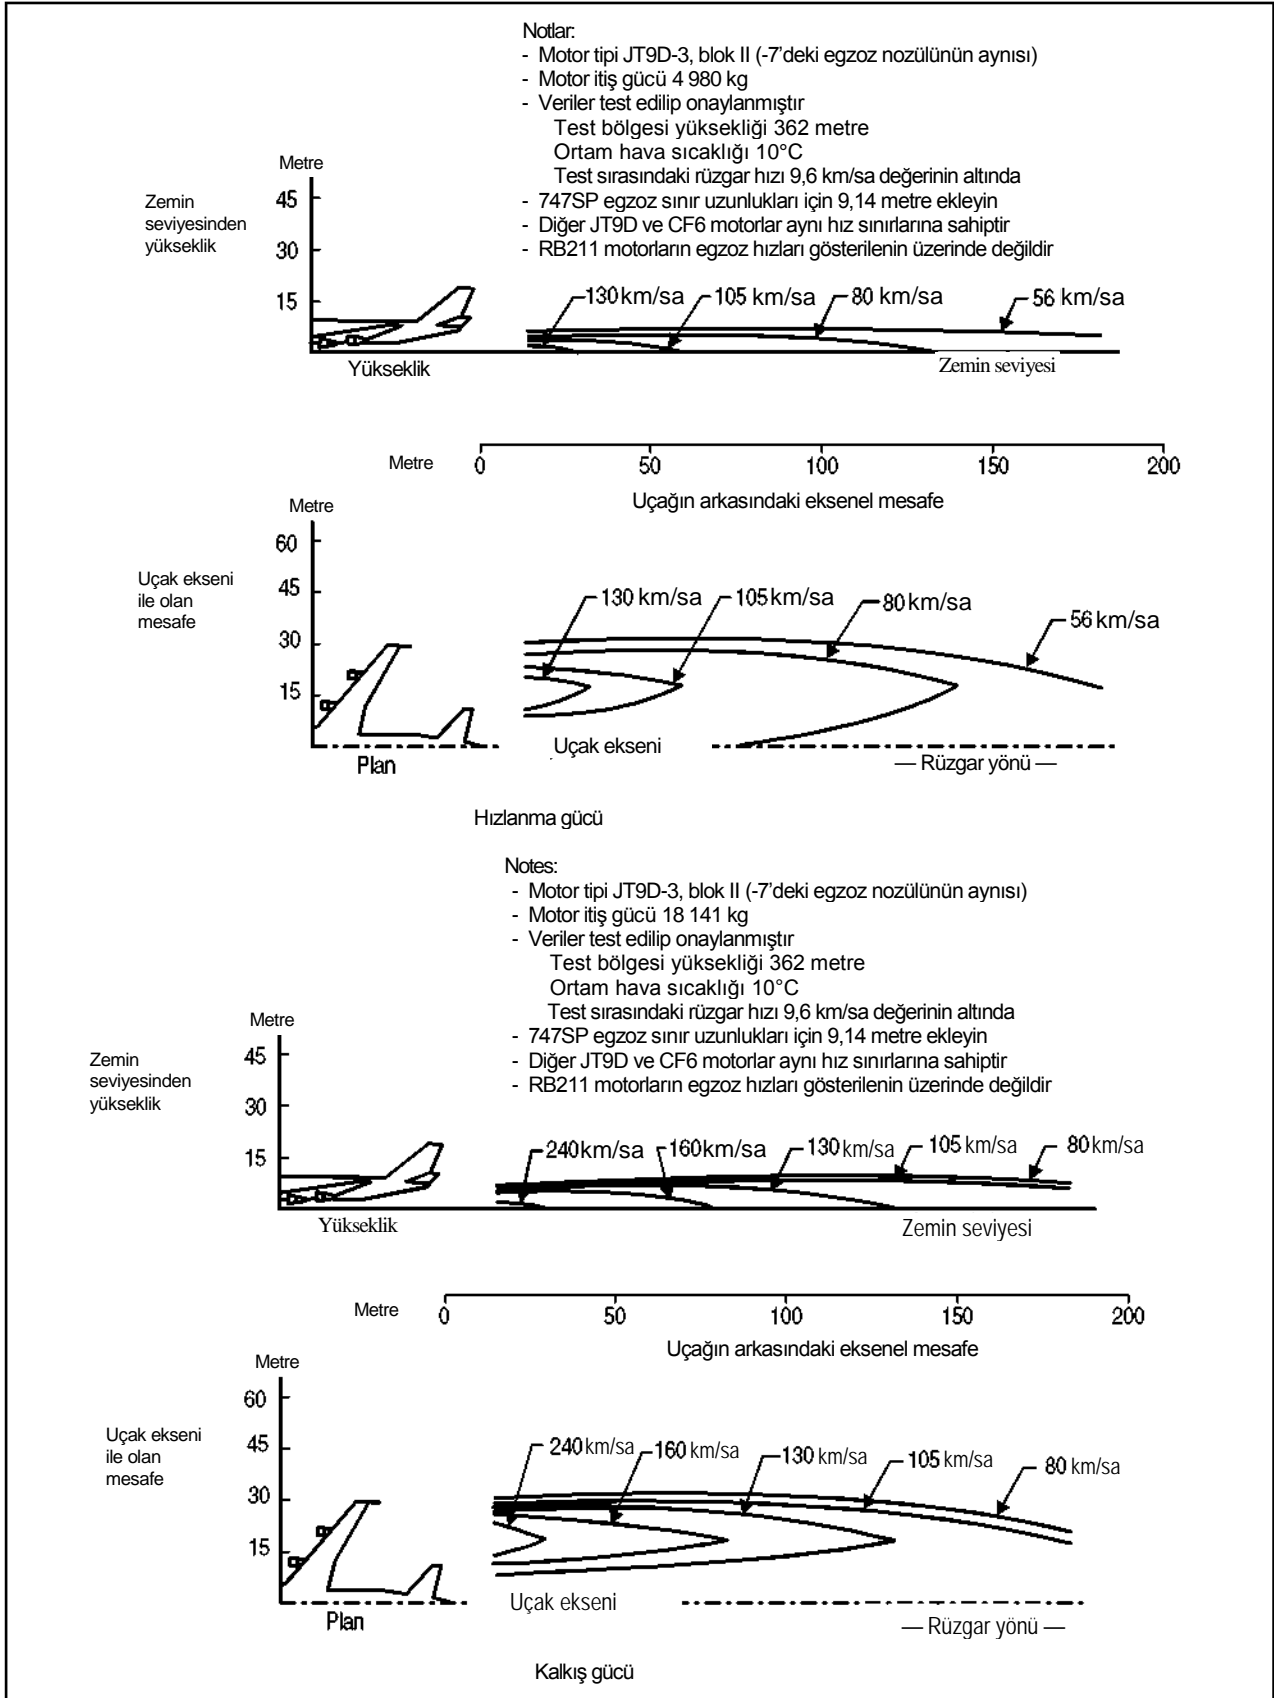 Notlar:
- Motor tipi JT9D-3, blok II (-7’deki egzoz nozülünün aynısı)
- Motor itiş gücü 4 980 kg
- Veriler test edilip onaylanmıştır
Test bölgesi yüksekliği 362 metre
Ortam hava sıcaklığı 10°C
Test sırasındaki rüzgar hızı 9,6 km/sa değerinin altında
- 747SP egzoz sınır uzunlukları için 9,14 metre ekleyin
- Diğer JT9D ve CF6 motorlar aynı hız sınırlarına sahiptir
- RB211 motorların egzoz hızları gösterilenin üzerinde değildir
Metre
Zemin
seviyesinden
yükseklik
45
30
15
130 km/sa
105 km/sa
80 km/sa
56 km/sa
Yükseklik
Zemin seviyesi
Metre
0
50
100
150
200
Uçağın arkasındaki eksenel mesafe
Metre
Uçak ekseni
ile olan
mesafe
60
45
30
15
130 km/sa
105 km/sa
80 km/sa
56 km/sa
Uçak ekseni
Plan
— Rüzgar yönü —
Hızlanma gücü
Notes:
- Motor tipi JT9D-3, blok II (-7’deki egzoz nozülünün aynısı)
- Motor itiş gücü 18 141 kg
- Veriler test edilip onaylanmıştır
Test bölgesi yüksekliği 362 metre
Ortam hava sıcaklığı 10°C
Test sırasındaki rüzgar hızı 9,6 km/sa değerinin altında
- 747SP egzoz sınır uzunlukları için 9,14 metre ekleyin
- Diğer JT9D ve CF6 motorlar aynı hız sınırlarına sahiptir
- RB211 motorların egzoz hızları gösterilenin üzerinde değildir
Metre
Zemin
seviyesinden
yükseklik
45
30
15
240 km/sa
160 km/sa
130 km/sa
105 km/sa
80 km/sa
Yükseklik
Zemin seviyesi
Metre
0
50
100
150
200
Uçağın arkasındaki eksenel mesafe
Metre
Uçak ekseni
ile olan
mesafe
60
45
30
15
240 km/sa
160 km/sa
130 km/sa
105 km/sa
80 km/sa
Uçak ekseni
Plan
— Rüzgar yönü —
Kalkış gücü